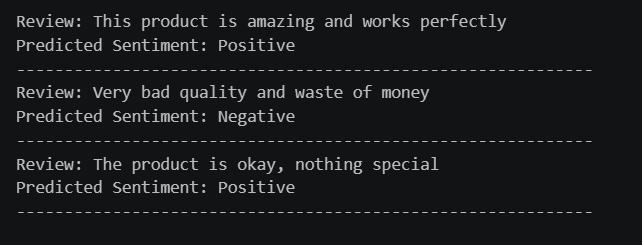 Review: This product is amazing and works perfectly
Predicted Sentiment: Positive
------------------------------------------------------------
Review: Very bad quality and waste of money
Predicted Sentiment: Negative
------------------------------------------------------------
Review: The product is okay, nothing special
Predicted Sentiment: Positive
------------------------------------------------------------